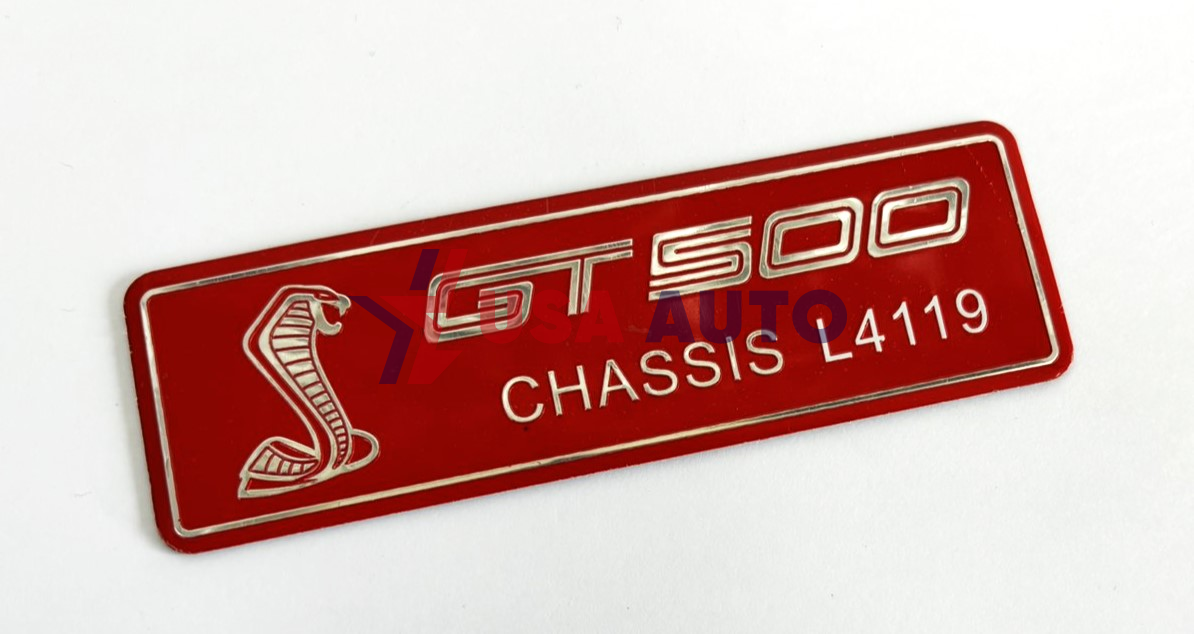 GT500
CHASSIS L4119
USA AUTO